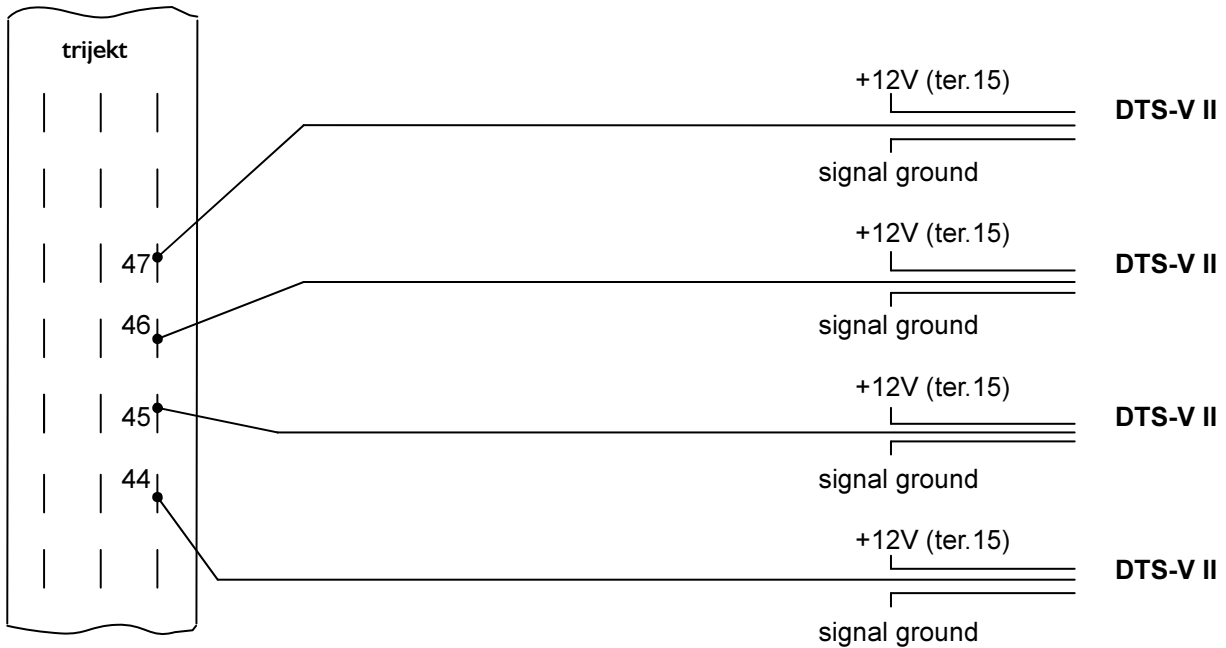 trijekt
+12V (ter.15)
DTS-V II
signal ground
+12V (ter.15)
47
DTS-V II
46
signal ground
+12V (ter.15)
45
DTS-V II
44
signal ground
+12V (ter.15)
DTS-V II
signal ground